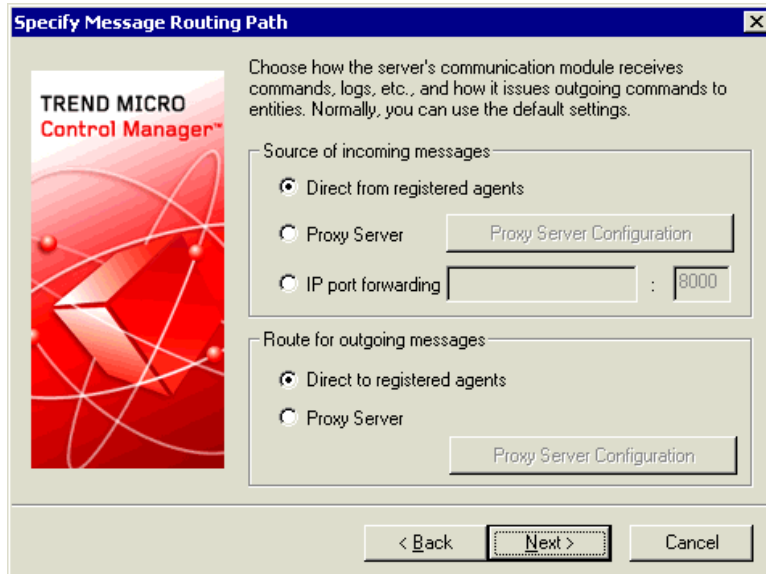 Specify Message Routing Path
TREND MICRO
Control Manager™
Choose how the server's communication module receives
commands, logs, etc., and how it issues outgoing commands to
entities. Normally, you can use the default settings.
Source of incoming messages
Direct from registered agents
Proxy Server
Proxy Server Configuration
IP port forwarding : 8000
Route for outgoing messages
Direct to registered agents
Proxy Server
Proxy Server Configuration
< Back
Next >
Cancel